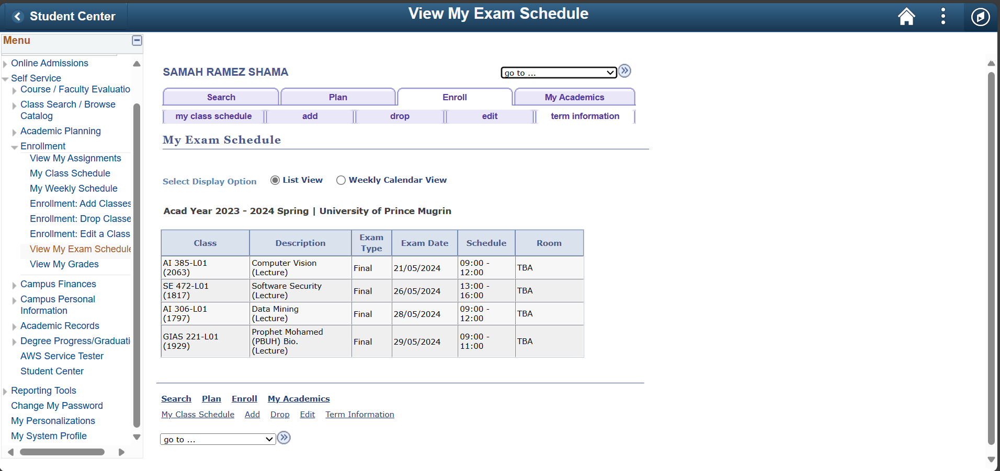 Student Center
View My Exam Schedule
Menu
Online Admissions
Self Service
Course / Faculty Evaluatio
Class Search / Browse
Catalog
Academic Planning
Enrollment
View My Assignments
My Class Schedule
My Weekly Schedule
Enrollment: Add Classes
Enrollment: Drop Classe
Enrollment: Edit a Class
View My Exam Schedule
View My Grades
Campus Finances
Campus Personal
Information
Academic Records
Degree Progress/Graduati
AWS Service Tester
Student Center
Reporting Tools
Change My Password
My Personalizations
My System Profile
SAMAH RAMEZ SHAMA
go to ...
Search Plan Enroll My Academics
my class schedule add drop edit term information
My Exam Schedule
Select Display Option List View Weekly Calendar View
Acad Year 2023 - 2024 Spring | University of Prince Mugrin
Class Description Exam Type Exam Date Schedule Room
AI 385-L01 Computer Vision Final 21/05/2024 09:00 - TBA
(2063) (Lecture) 12:00
SE 472-L01 Software Security Final 26/05/2024 13:00 - TBA
(1817) (Lecture) 16:00
AI 306-L01 Data Mining Final 28/05/2024 09:00 - TBA
(1797) (Lecture) 12:00
GIAS 221-L01 Prophet Mohamed Final 29/05/2024 09:00 - TBA
(1929) (PBUH) Bio. 11:00
(Lecture)
Search Plan Enroll My Academics
My Class Schedule Add Drop Edit Term Information
go to ...